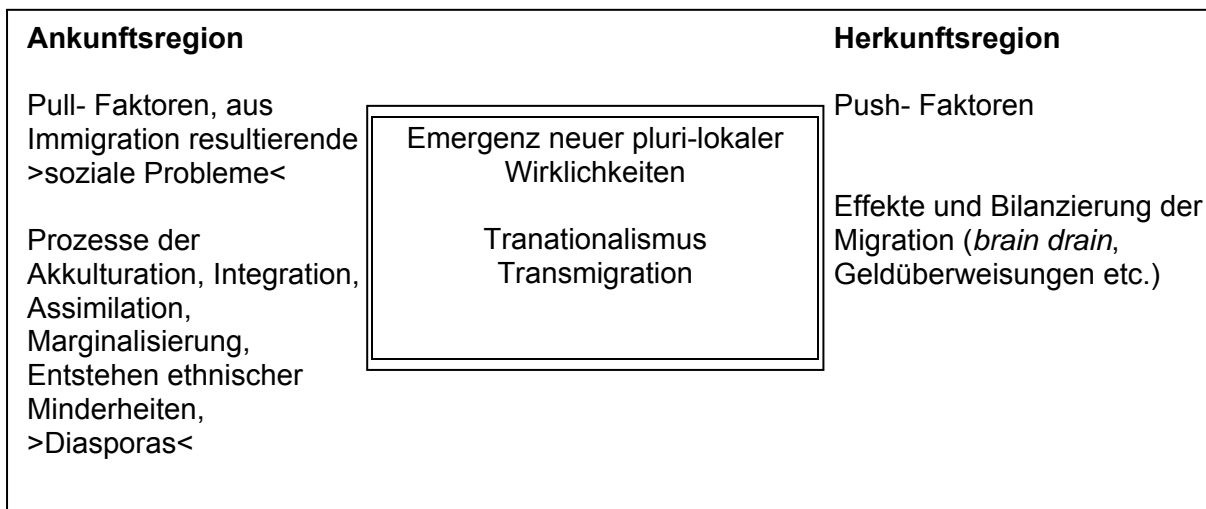 Ankunftsregion
Pull- Faktoren, aus
Immigration resultierende
>soziale Probleme<
Prozesse der
Akkulturation, Integration,
Assimilation,
Marginalisierung,
Entstehen ethnischer
Minderheiten,
>Diasporas<
Emergenz neuer pluri-lokaler
Wirklichkeiten
Tranationalismus
Transmigration
Herkunftsregion
Push- Faktoren
Effekte und Bilanzierung der
Migration (brain drain,
Geldüberweisungen etc.)